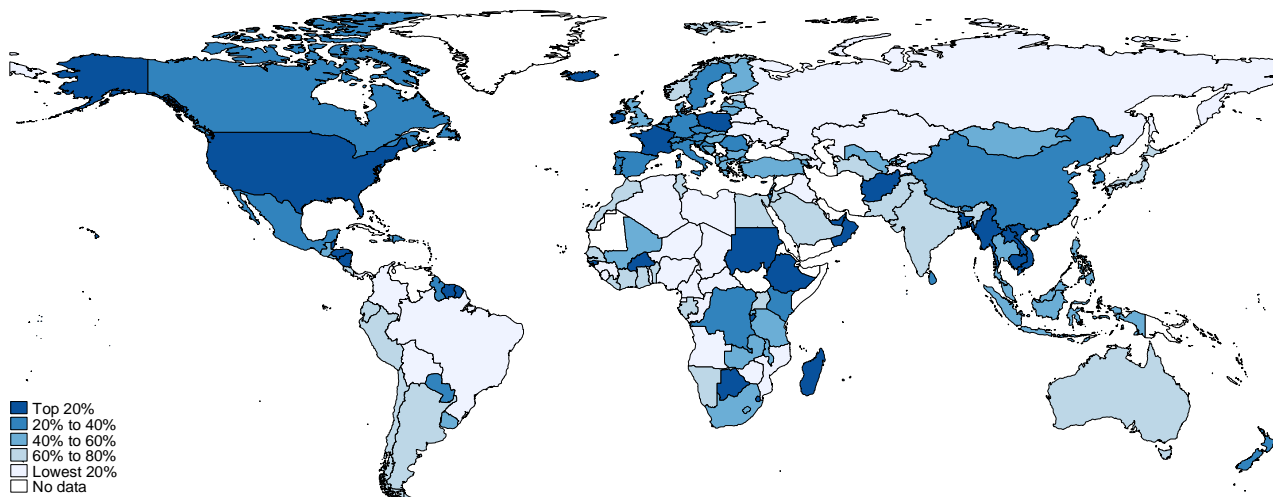 Top 20%
20% to 40%
40% to 60%
60% to 80%
Lowest 20%
No data